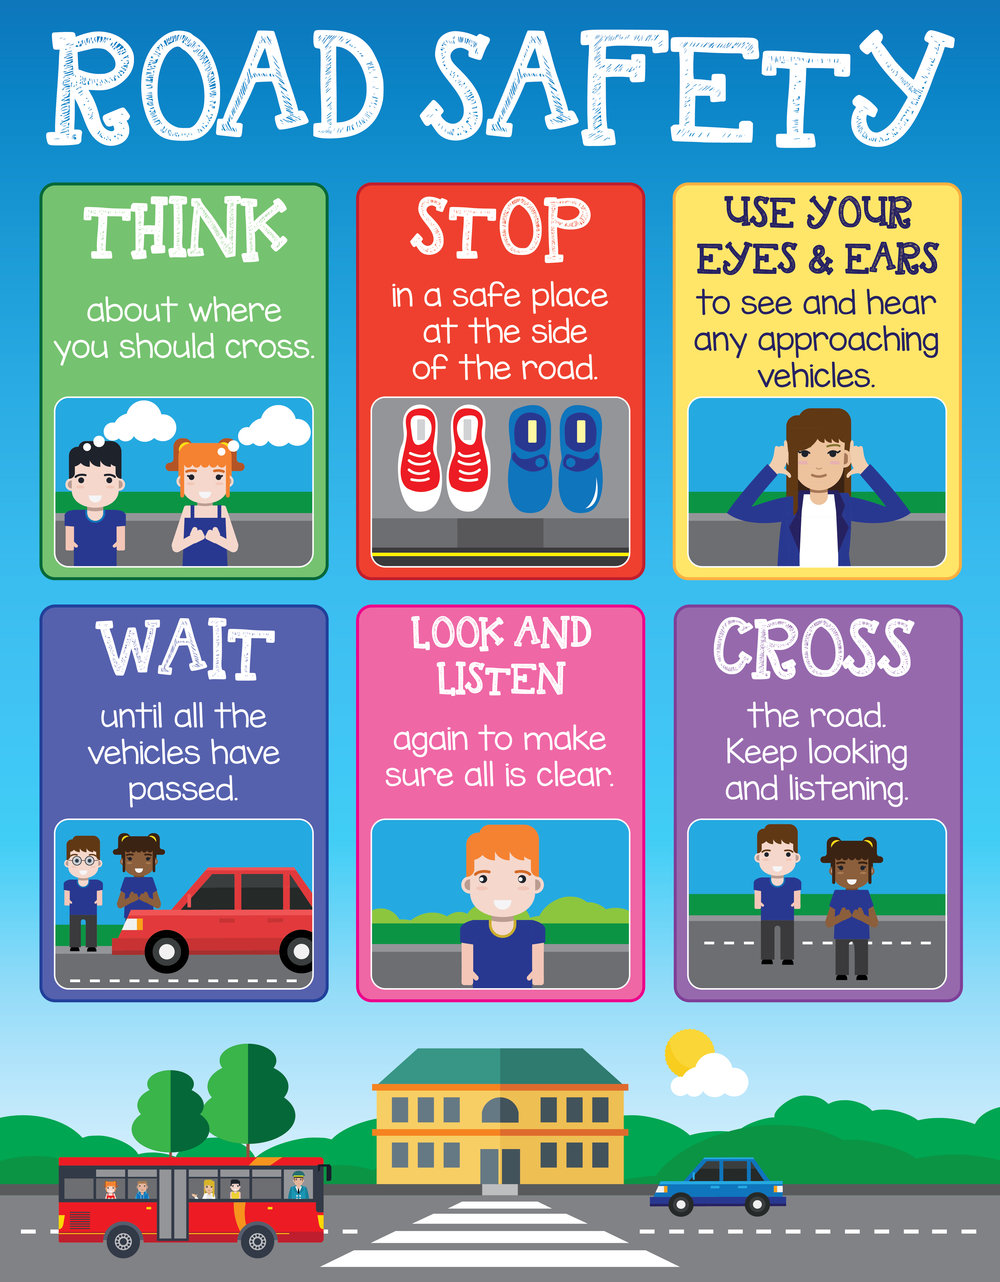 ROAD SAFETY
THINK
about where
you should cross.
STOP
in a safe place
at the side
of the road.
USE YOUR
EYES & EARS
to see and hear
any approaching
vehicles.
WAIT
until all the
vehicles have
passed.
LOOK AND
LISTEN
again to make
sure all is clear.
CROSS
the road.
Keep looking
and listening.